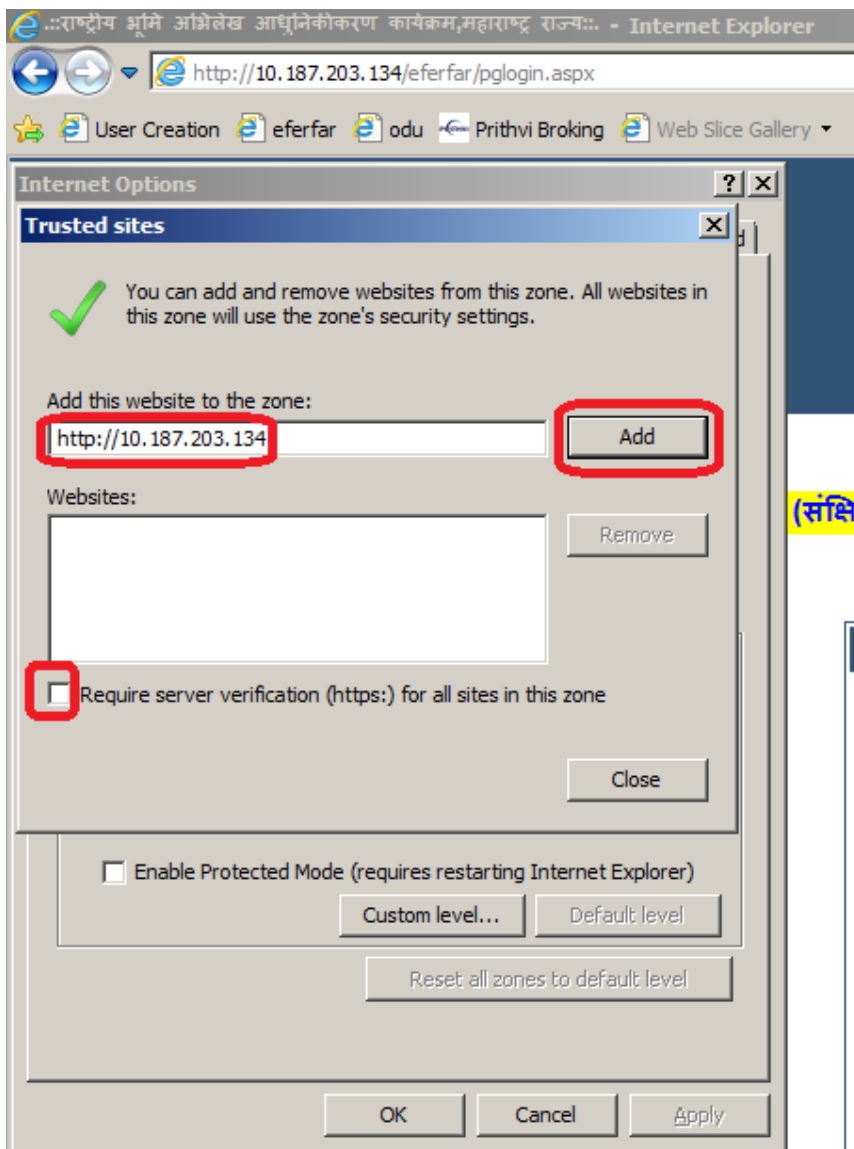 .::राष्ट्रीय भूमि अभिलेख आधुनिकीकरण कार्यक्रम,महाराष्ट्र राज्य::. - Internet Explorer
http://10.187.203.134/eferfar/pglogin.aspx
User Creation eferfar odu Prithvi Broking Web Slice Gallery
Internet Options
Trusted sites
You can add and remove websites from this zone. All websites in
this zone will use the zone's security settings.
Add this website to the zone:
http://10.187.203.134
Add
Websites:
(संक्षि
Remove
Require server verification (https:) for all sites in this zone
Close
Enable Protected Mode (requires restarting Internet Explorer)
Custom level... Default level
Reset all zones to default level
OK Cancel Apply